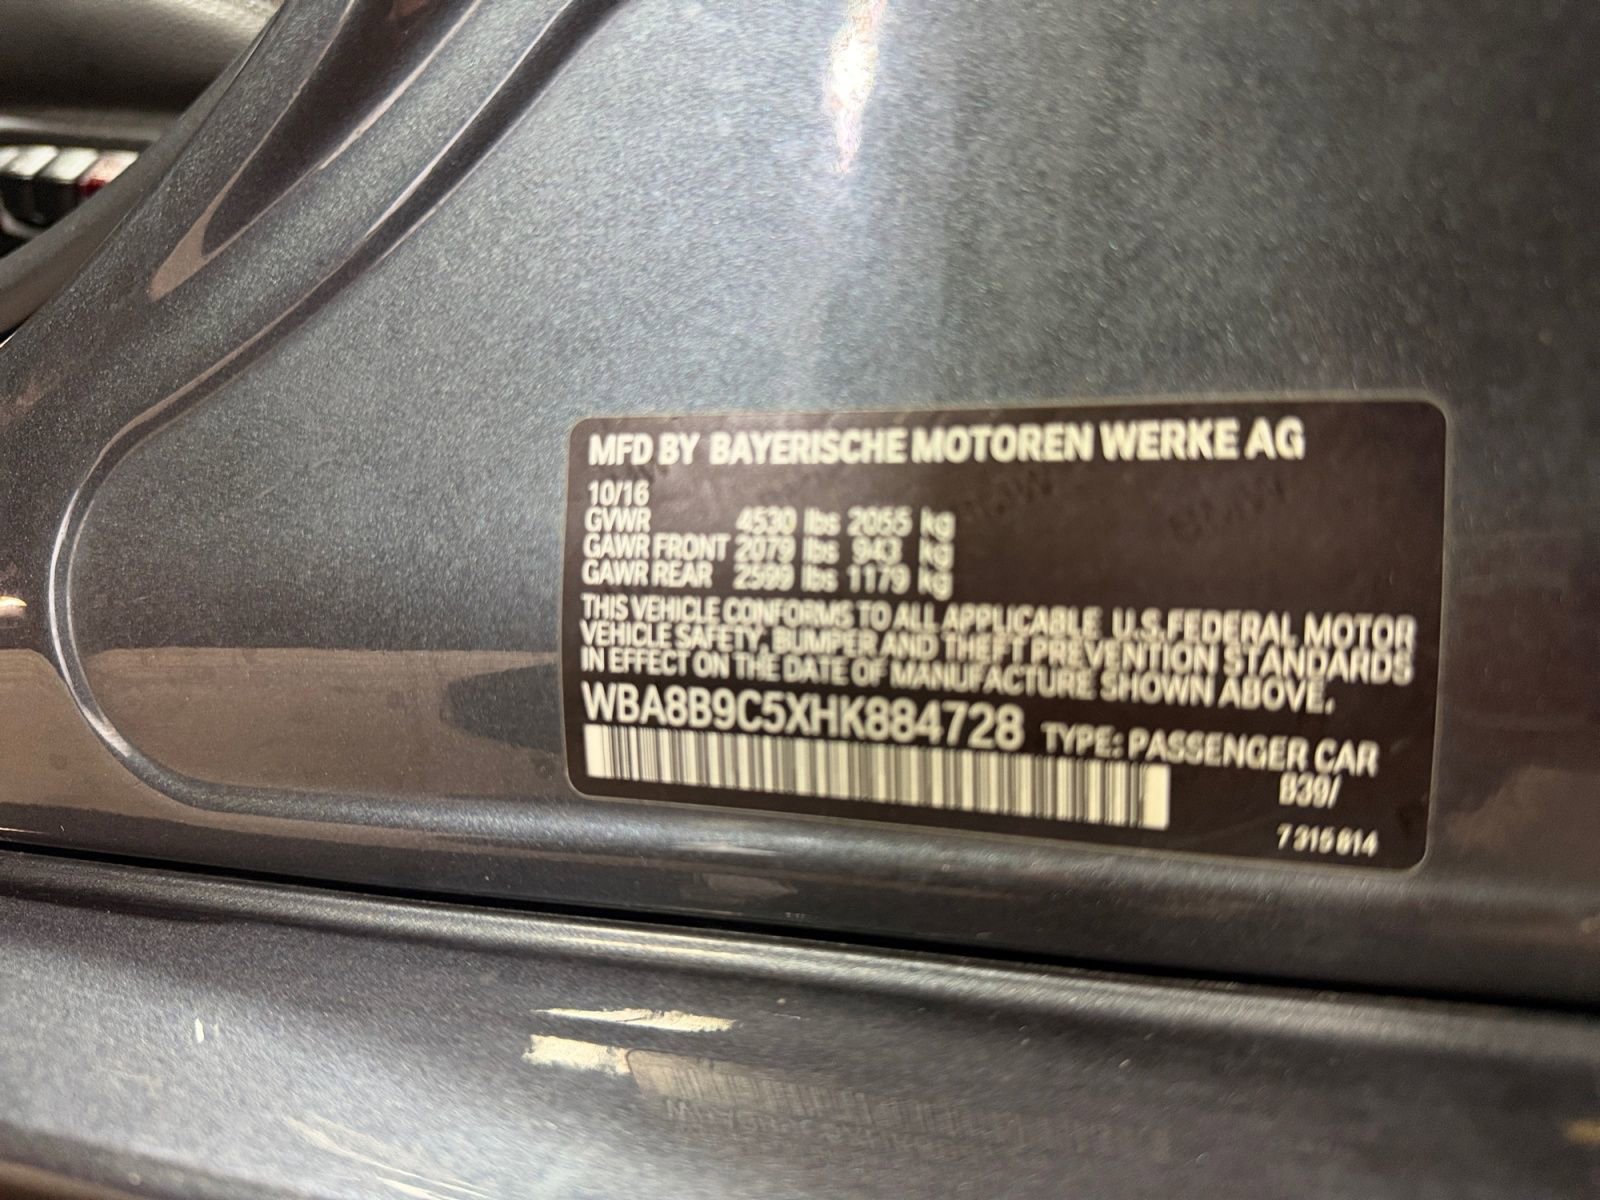 MFD BY BAYERISCHE MOTOREN WERKE AG
10/16
GVWR 4530 lbs 2055 kg
GAWR FRONT 2079 lbs 943 kg
GAWR REAR 2599 lbs 1179 kg
THIS VEHICLE CONFORMS TO ALL APPLICABLE U.S. FEDERAL MOTOR
VEHICLE SAFETY, BUMPER AND THEFT PREVENTION STANDARDS
IN EFFECT ON THE DATE OF MANUFACTURE SHOWN ABOVE.
WBA8B9C5XHK884728 TYPE: PASSENGER CAR
B39/
7 315 814